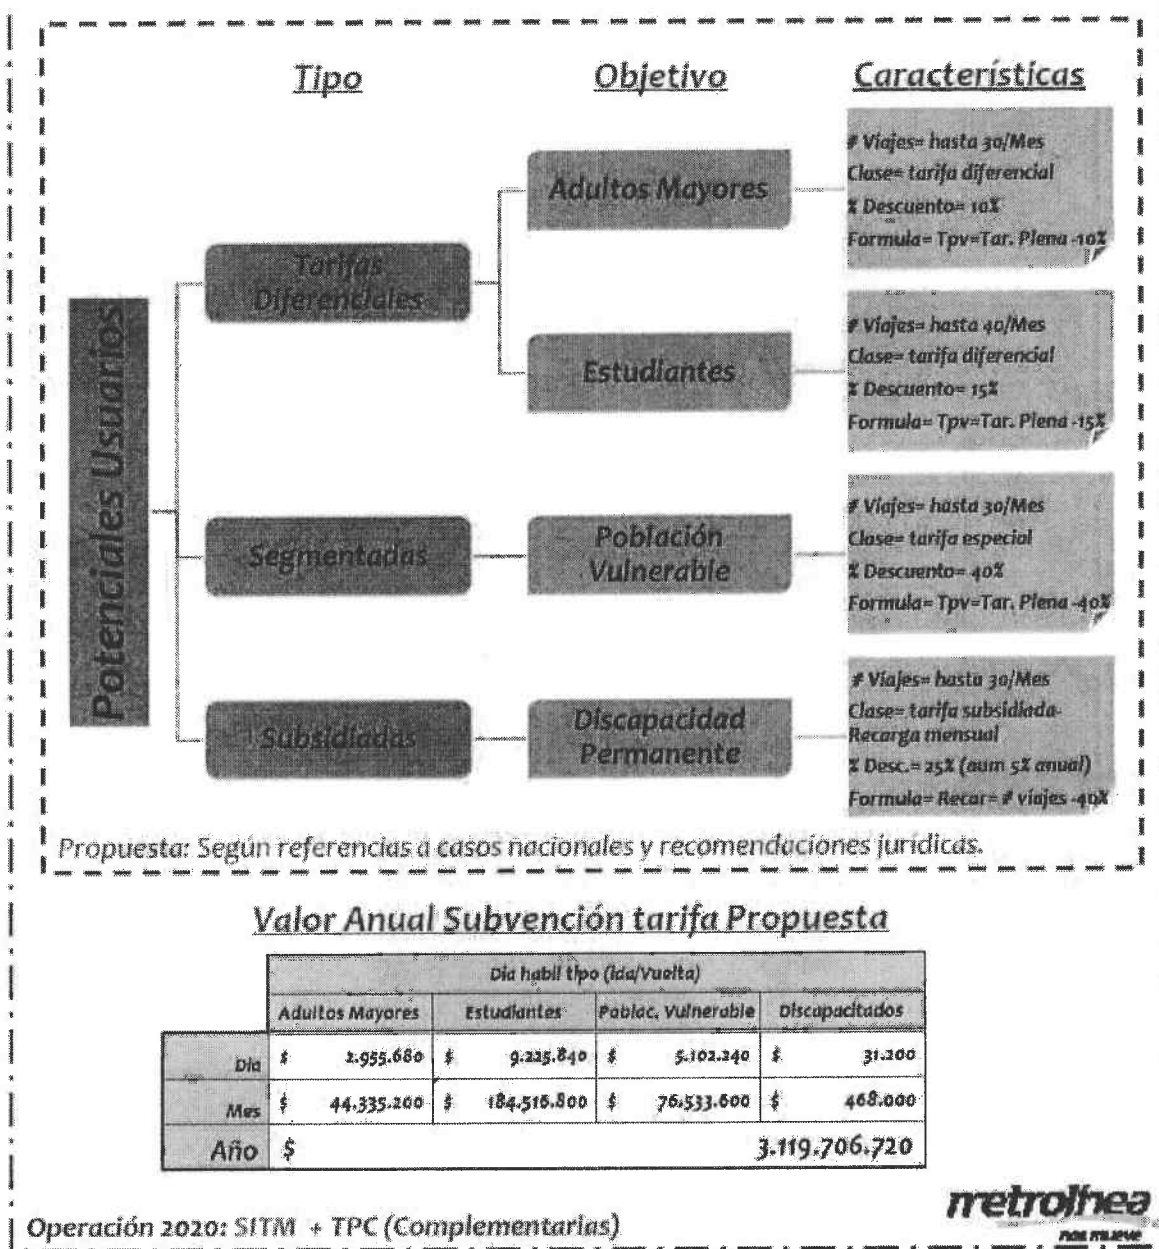 Tipo
Objetivo
Características
Potenciales Usuarios
Tarifas
Diferenciales
Adultos Mayores
# Viajes= hasta 30/Mes
Clase= tarifa diferencial
% Descuento= 10%
Formula= Tpv=Tar. Plena -10%
Estudiantes
# Viajes= hasta 40/Mes
Clase= tarifa diferencial
% Descuento= 15%
Formula= Tpv=Tar. Plena -15%
Segmentadas
Población
Vulnerable
# Viajes= hasta 30/Mes
Clase= tarifa especial
% Descuento= 40%
Formula= Tpv=Tar. Plena -40%
Subsidiadas
Discapacidad
Permanente
# Viajes= hasta 30/Mes
Clase= tarifa subsidiada-
Recarga mensual
% Desc.= 25% (aum 5% anual)
Formula= Recar= # viajes -40%
Propuesta: Según referencias a casos nacionales y recomendaciones jurídicas.
Valor Anual Subvención tarifa Propuesta
Dia habil tipo (Ida/Vuelta)
Adultos Mayores Estudiantes Poblac. Vulnerable Discapacitados
Dia $ 2.955.680 $ 9.225.840 $ 5.102.240 $ 31.200
Mes $ 44.335.200 $ 184.516.800 $ 76.533.600 $ 468.000
Año $ 3.119.706.720
Operación 2020: SITM + TPC (Complementarias)
metrolínea
nos mueve